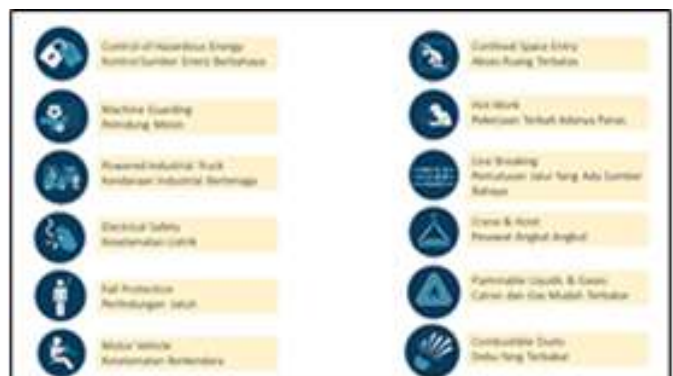 Control of Hazardous Energy
Kontrol Sumber Energi Berbahaya
Machine Guarding
Pelindung Mesin
Powered Industrial Truck
Kendaraan Industrial Bertenaga
Electrical Safety
Keselamatan Listrik
Fall Protection
Perlindungan Jatuh
Motor Vehicle
Keselamatan Berkendara
Confined Space Entry
Akses Ruang Terbatas
Hot Work
Pekerjaan Terkait Adanya Panas
Line Breaking
Pemutusan Jalur Yang Ada Sumber
Bahaya
Crane & Hoist
Pesawat Angkat Angkut
Flammable Liquids & Gases
Cairan dan Gas Mudah Terbakar
Combustible Dusts
Debu Yang Terbakar